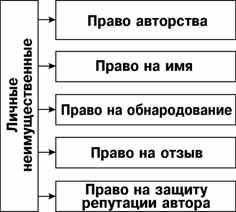 Личные
неимущественные
Право авторства
Право на имя
Право на обнародование
Право на отзыв
Право на защиту
репутации автора